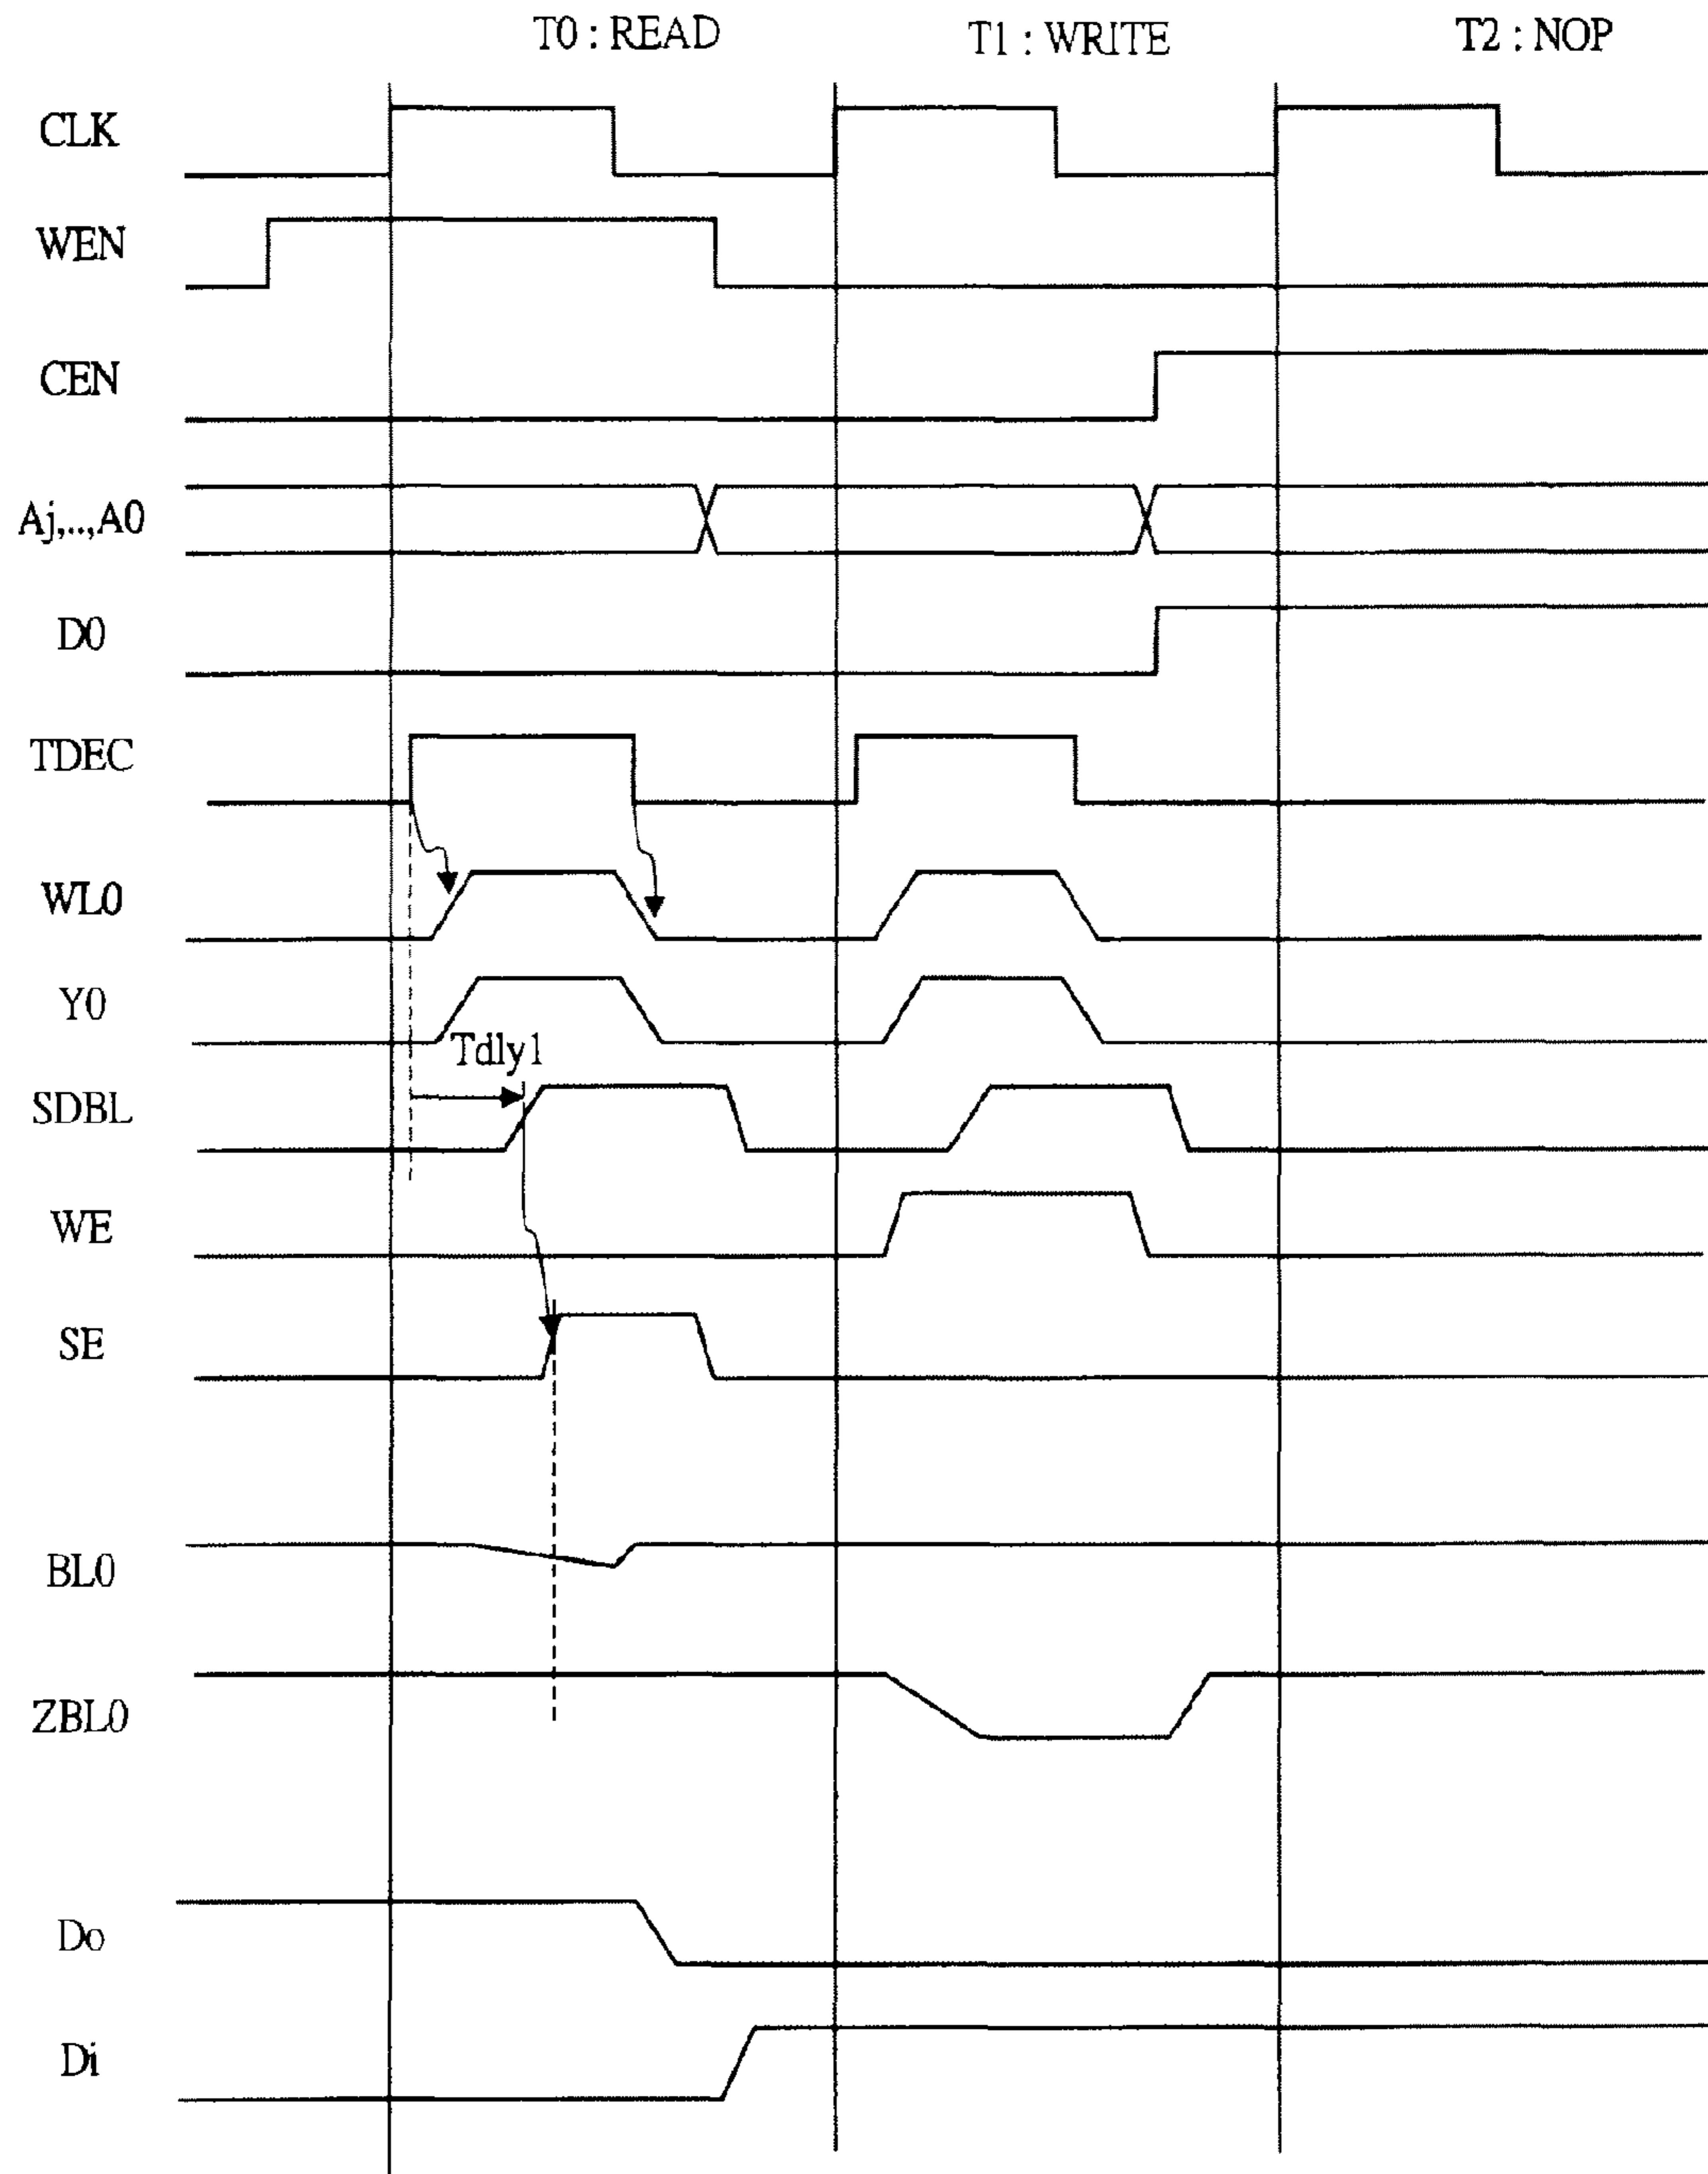 T0 : READ T1 : WRITE T2 : NOP
CLK
WEN
CEN
Aj,..,A0
D0
TDEC
WL0
Y0
Tdly1
SDBL
WE
SE
BL0
ZBL0
Do
Di